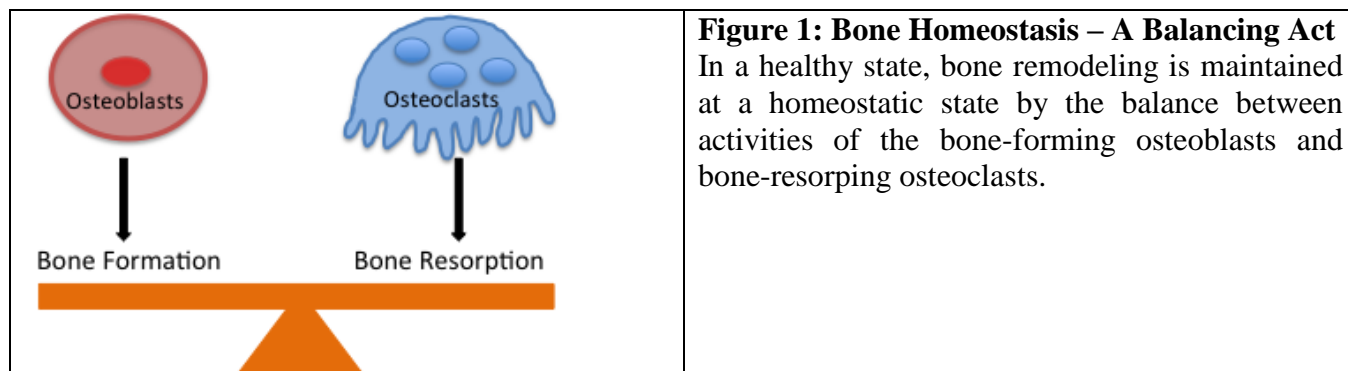 Osteoblasts
Osteoclasts
Bone Formation
Bone Resorption
Figure 1: Bone Homeostasis – A Balancing Act
In a healthy state, bone remodeling is maintained
at a homeostatic state by the balance between
activities of the bone-forming osteoblasts and
bone-resorping osteoclasts.